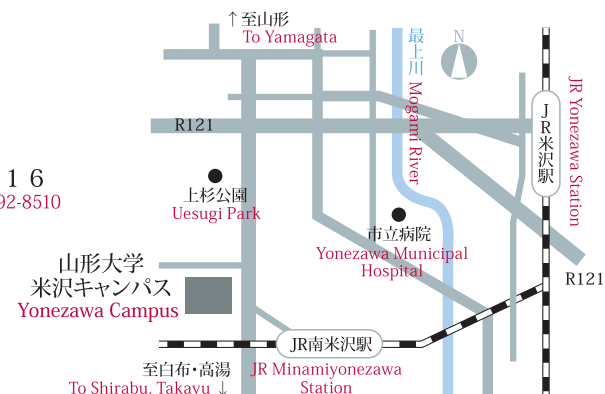 ↑至山形
To Yamagata
最上川
Mogami River
N
R121
JR米沢駅
JR Yonezawa Station
16
92-8510
上杉公園
Uesugi Park
市立病院
Yonezawa Municipal
Hospital
山形大学
米沢キャンパス
Yonezawa Campus
R121
JR南米沢駅
JR Minamiyonezawa
Station
至白布・高湯
To Shirabu, Takayu ↓